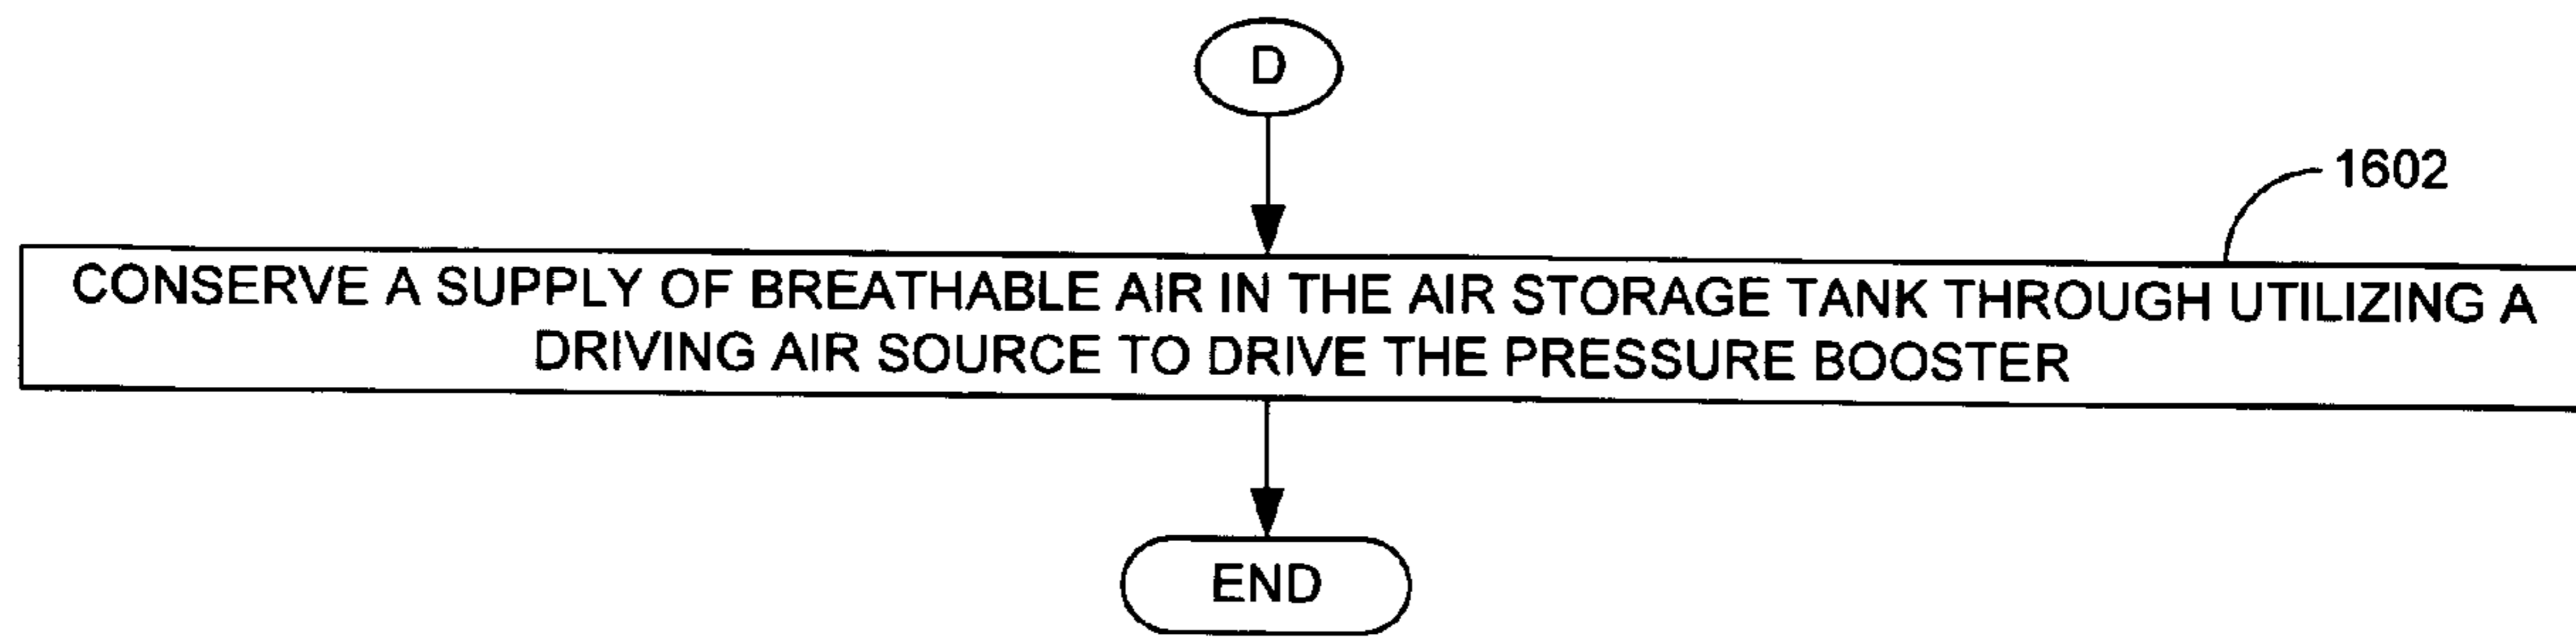 D
1602
CONSERVE A SUPPLY OF BREATHABLE AIR IN THE AIR STORAGE TANK THROUGH UTILIZING A
DRIVING AIR SOURCE TO DRIVE THE PRESSURE BOOSTER
END